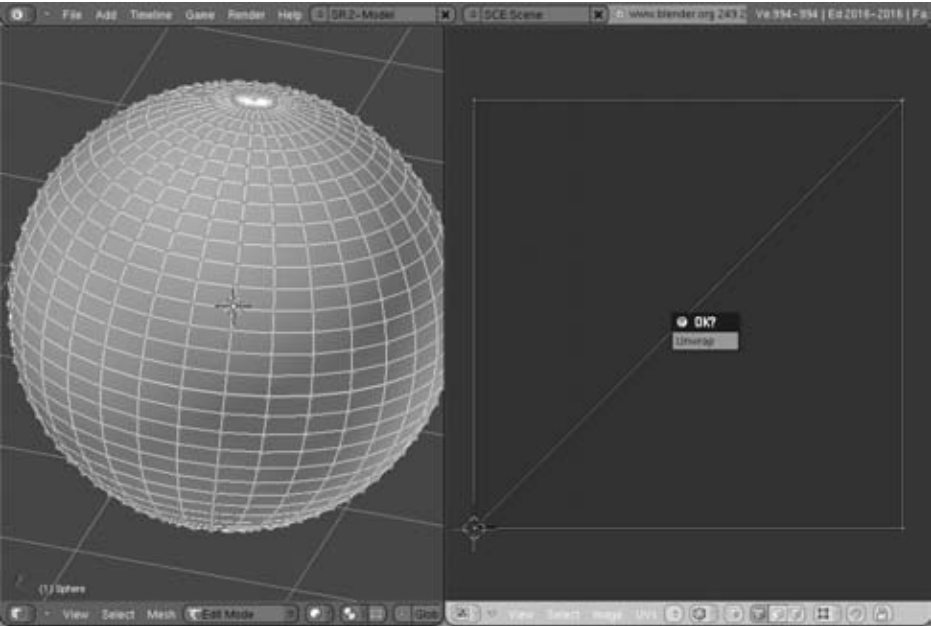 File Add Timeline Game Render Help SR:2-Model SCE:Scene www.blender.org 249.2 Ve:994-994 | Ed:2016-2016 | Fa:
OK?
Unwrap
(1) Sphere
View Select Mesh Edit Mode Glob View Select Image UVs